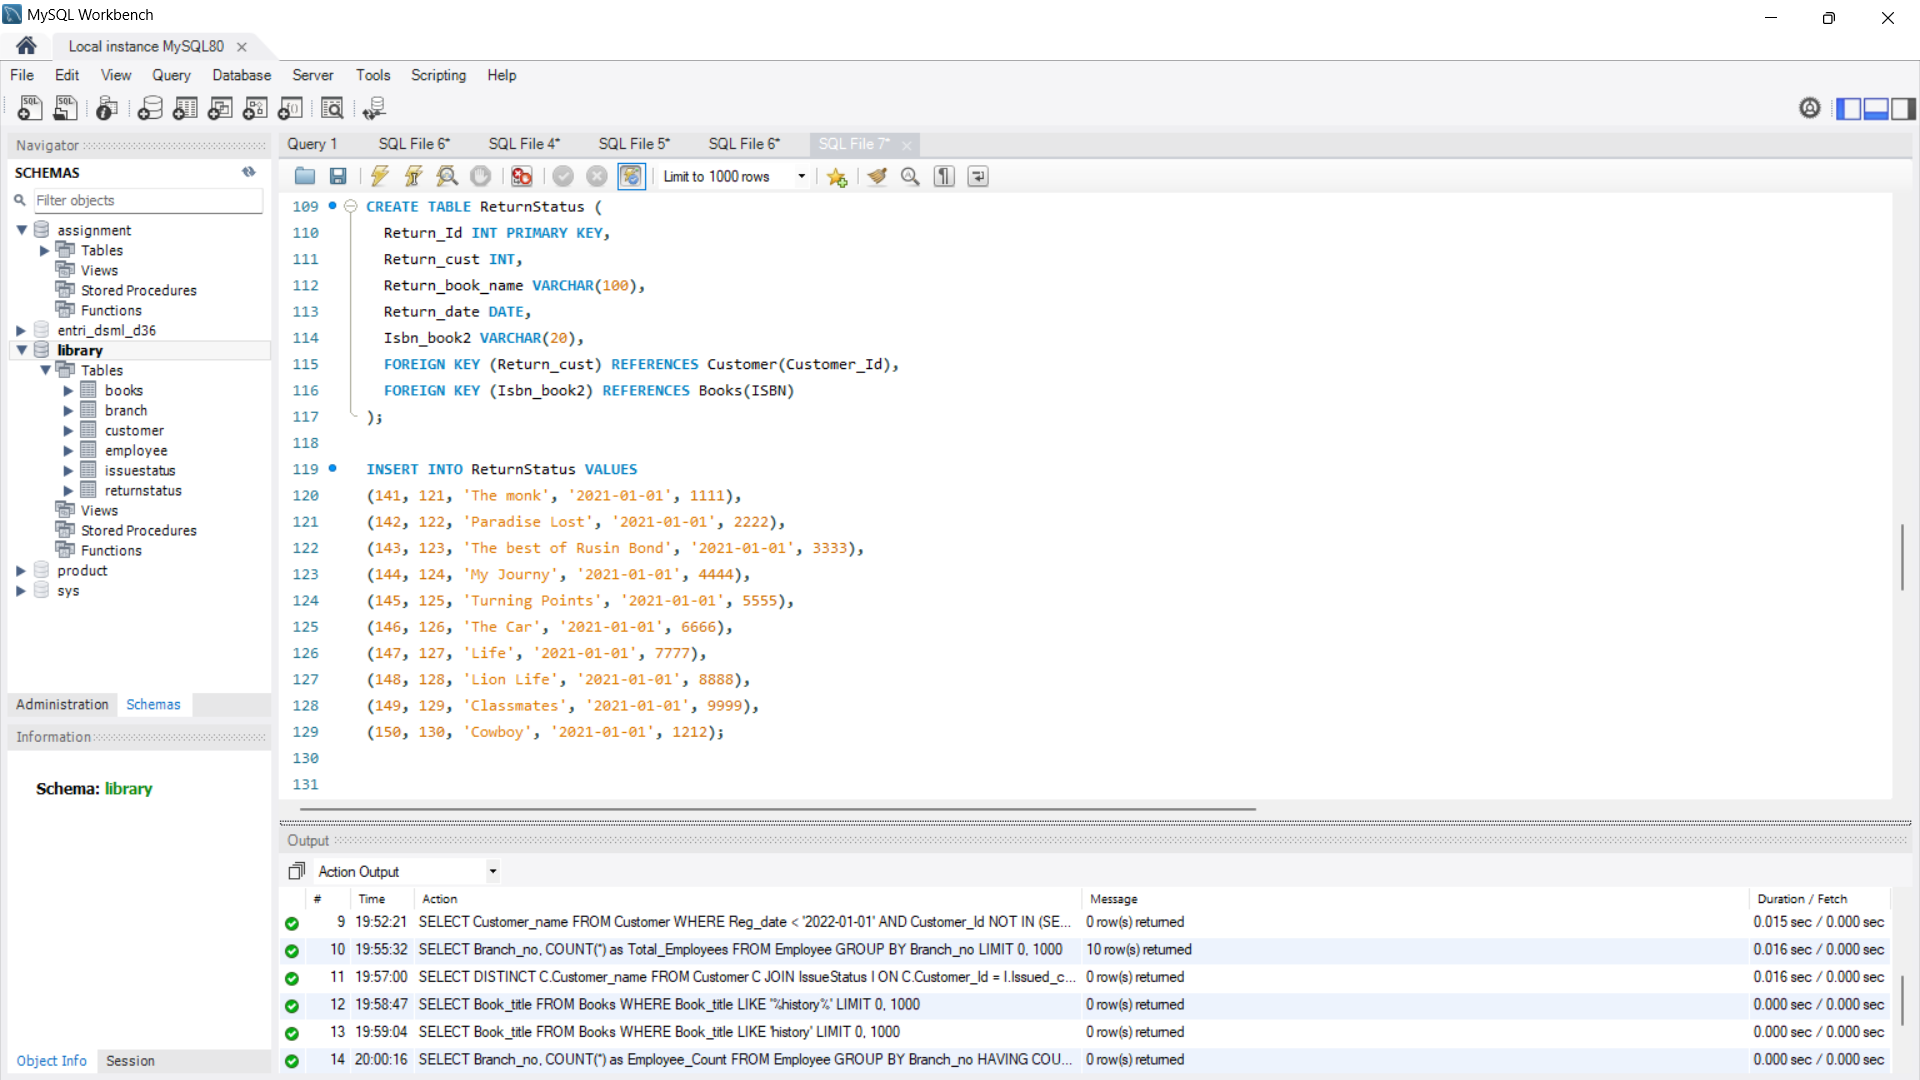 MySQL Workbench
Local instance MySQL80
File Edit View Query Database Server Tools Scripting Help
Navigator
SCHEMAS
Filter objects
assignment
Tables
Views
Stored Procedures
Functions
entri_dsml_d36
library
Tables
books
branch
customer
employee
issuestatus
returnstatus
Views
Stored Procedures
Functions
product
sys
Administration Schemas
Information
Schema: library
Object Info Session
Query 1 SQL File 6* SQL File 4* SQL File 5* SQL File 6* SQL File 7*
Limit to 1000 rows
109 CREATE TABLE ReturnStatus (
110 Return_Id INT PRIMARY KEY,
111 Return_cust INT,
112 Return_book_name VARCHAR(100),
113 Return_date DATE,
114 Isbn_book2 VARCHAR(20),
115 FOREIGN KEY (Return_cust) REFERENCES Customer(Customer_Id),
116 FOREIGN KEY (Isbn_book2) REFERENCES Books(ISBN)
117 );
118
119 INSERT INTO ReturnStatus VALUES
120 (141, 121, 'The monk', '2021-01-01', 1111),
121 (142, 122, 'Paradise Lost', '2021-01-01', 2222),
122 (143, 123, 'The best of Rusin Bond', '2021-01-01', 3333),
123 (144, 124, 'My Journy', '2021-01-01', 4444),
124 (145, 125, 'Turning Points', '2021-01-01', 5555),
125 (146, 126, 'The Car', '2021-01-01', 6666),
126 (147, 127, 'Life', '2021-01-01', 7777),
127 (148, 128, 'Lion Life', '2021-01-01', 8888),
128 (149, 129, 'Classmates', '2021-01-01', 9999),
129 (150, 130, 'Cowboy', '2021-01-01', 1212);
130
131
Output
Action Output
# Time Action Message Duration / Fetch
9 19:52:21 SELECT Customer_name FROM Customer WHERE Reg_date < '2022-01-01' AND Customer_Id NOT IN (SE... 0 row(s) returned 0.015 sec / 0.000 sec
10 19:55:32 SELECT Branch_no, COUNT(*) as Total_Employees FROM Employee GROUP BY Branch_no LIMIT 0, 1000 10 row(s) returned 0.016 sec / 0.000 sec
11 19:57:00 SELECT DISTINCT C.Customer_name FROM Customer C JOIN IssueStatus I ON C.Customer_Id = I.Issued_c... 0 row(s) returned 0.016 sec / 0.000 sec
12 19:58:47 SELECT Book_title FROM Books WHERE Book_title LIKE '%history%' LIMIT 0, 1000 0 row(s) returned 0.000 sec / 0.000 sec
13 19:59:04 SELECT Book_title FROM Books WHERE Book_title LIKE 'history' LIMIT 0, 1000 0 row(s) returned 0.000 sec / 0.000 sec
14 20:00:16 SELECT Branch_no, COUNT(*) as Employee_Count FROM Employee GROUP BY Branch_no HAVING COU... 0 row(s) returned 0.000 sec / 0.000 sec